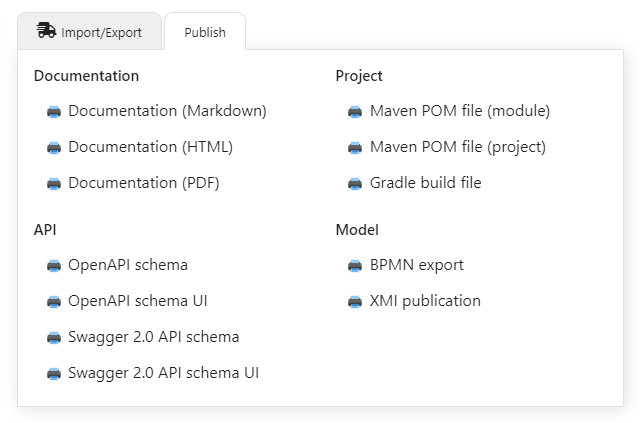 Import/Export
Publish
Documentation
Documentation (Markdown)
Documentation (HTML)
Documentation (PDF)
API
OpenAPI schema
OpenAPI schema UI
Swagger 2.0 API schema
Swagger 2.0 API schema UI
Project
Maven POM file (module)
Maven POM file (project)
Gradle build file
Model
BPMN export
XMI publication